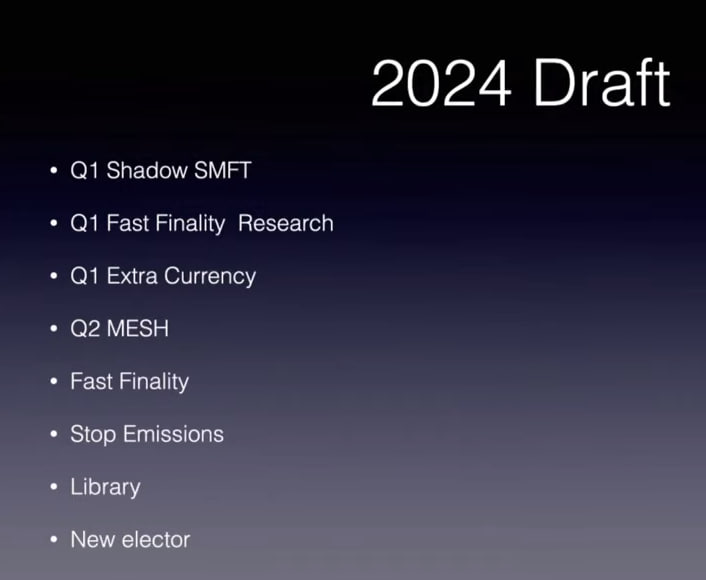 2024 Draft
• Q1 Shadow SMFT
• Q1 Fast Finality  Research
• Q1 Extra Currency
• Q2 MESH
• Fast Finality
• Stop Emissions
• Library
• New elector